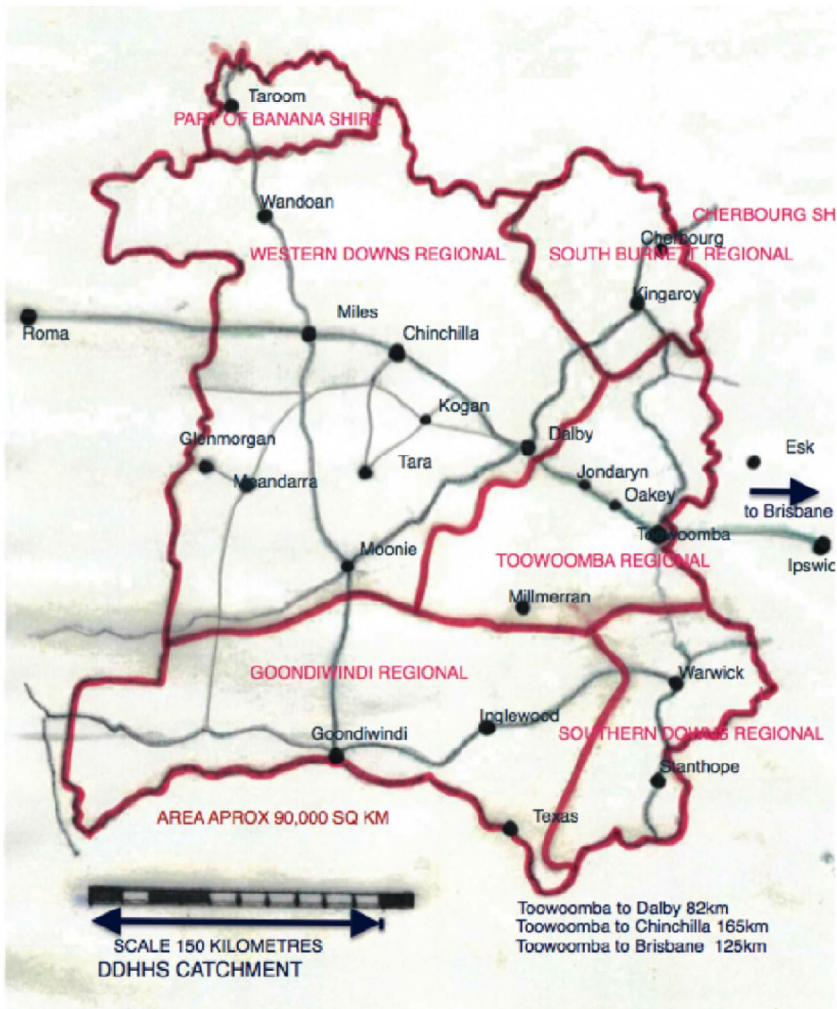 Taroom
PART OF BANANA SHIRE
Wandoan
CHERBOURG SH
Cherbourg
WESTERN DOWNS REGIONAL
SOUTH BURNETT REGIONAL
Kingaroy
Miles
Roma
Chinchilla
Kogan
Dalby
Glenmorgan
Esk
Tara
Jondaryn
Meandarra
Oakey
to Brisbane
Toowoomba
Moonie
TOOWOOMBA REGIONAL
Ipswic
Millmerran
GOONDIWINDI REGIONAL
Warwick
Inglewood
Goondiwindi
SOUTHERN DOWNS REGIONAL
Stanthope
AREA APROX 90,000 SQ KM
Texas
Toowoomba to Dalby 82km
Toowoomba to Chinchilla 165km
Toowoomba to Brisbane 125km
SCALE 150 KILOMETRES
DDHHS CATCHMENT